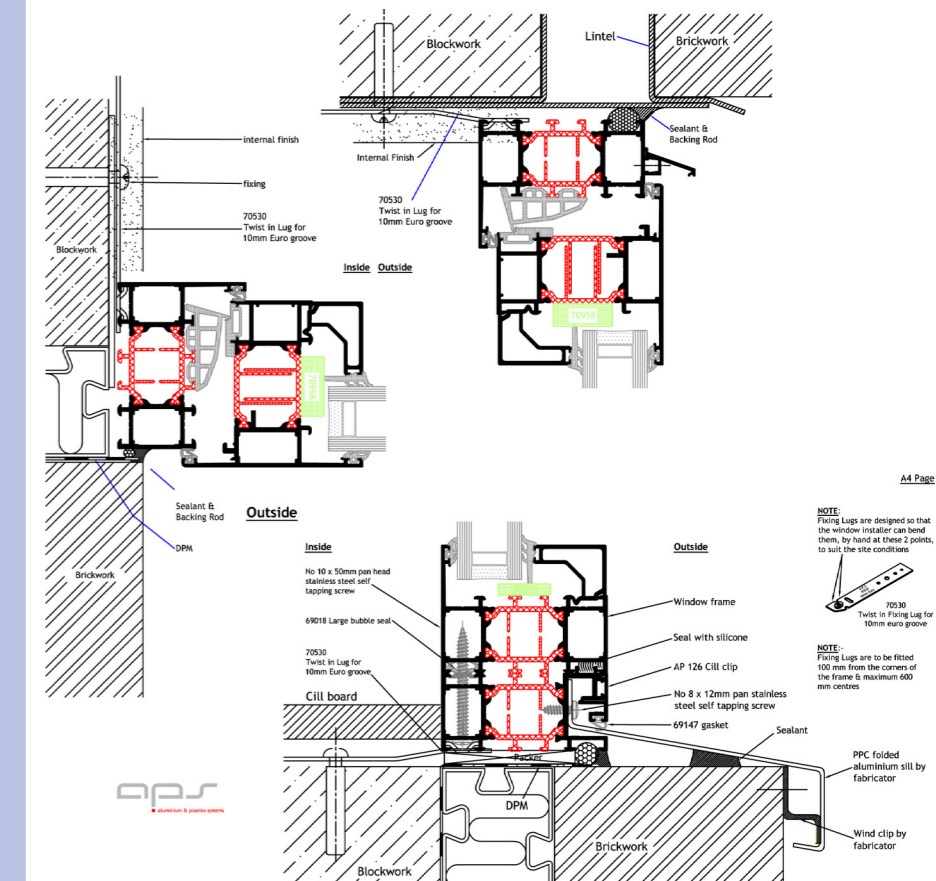 Blockwork
Lintel
Brickwork
Sealant &
Backing Rod
Internal Finish
70530
Twist in Lug for
10mm Euro groove
70958
internal finish
fixing
70530
Twist in Lug for
10mm Euro groove
Blockwork
Inside Outside
70958
Sealant &
Backing Rod
DPM
Brickwork
Outside
A4 Page
NOTE:
Fixing Lugs are designed so that
the window installer can bend
them, by hand at these 2 points,
to suit the site conditions
70530
Twist in Fixing Lug for
10mm euro groove
NOTE:-
Fixing Lugs are to be fitted
100 mm from the corners of
the frame & maximum 600
mm centres
Inside
Outside
No 10 x 50mm pan head
stainless steel self
tapping screw
69018 Large bubble seal
70530
Twist in Lug for
10mm Euro groove
Cill board
Window frame
Seal with silicone
AP 126 Cill clip
No 8 x 12mm pan stainless
steel self tapping screw
69147 gasket
Sealant
PPC folded
aluminium sill by
fabricator
Wind clip by
fabricator
Packer
DPM
Brickwork
Blockwork
aps
aluminium & plastics systems